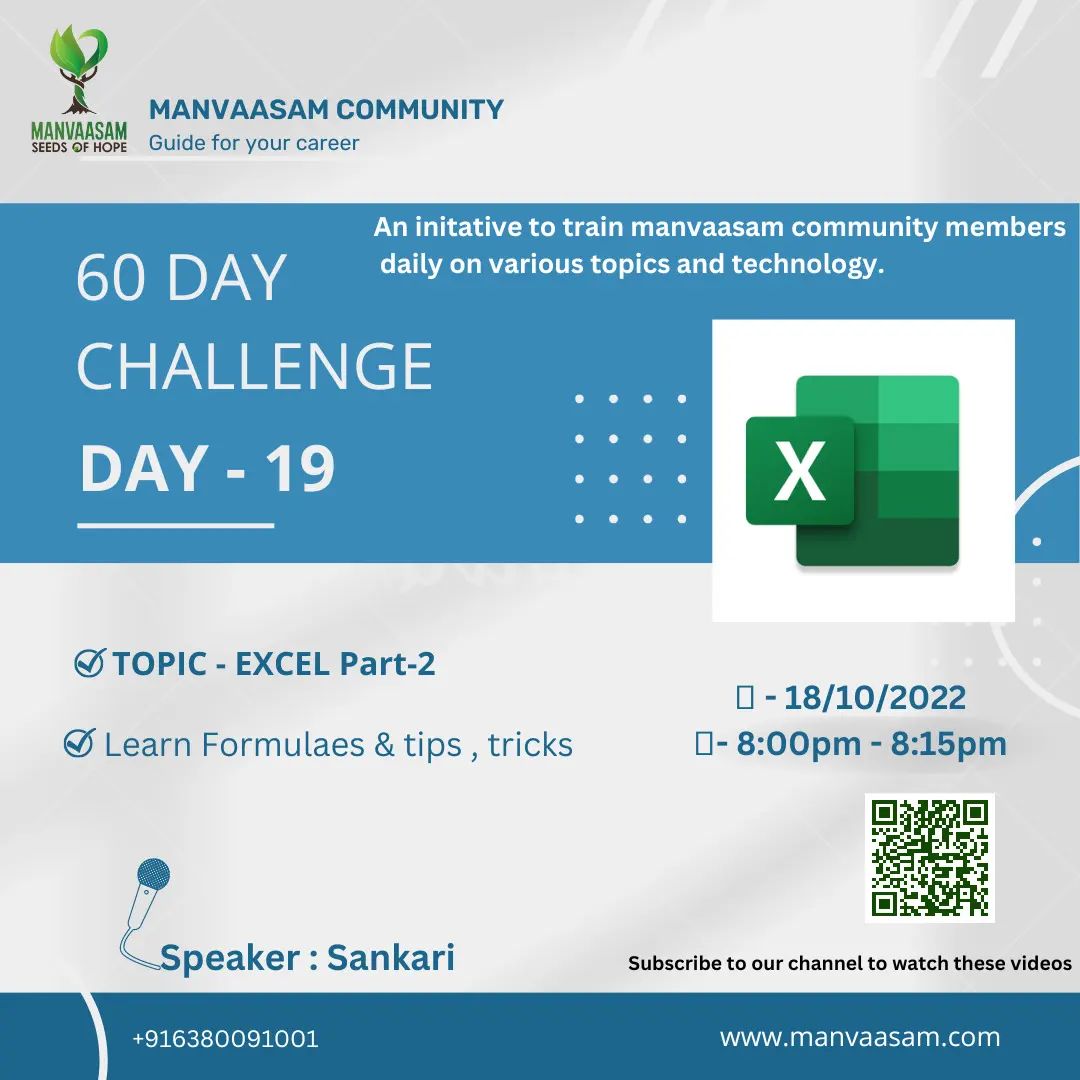 MANVAASAM
SEEDS OF HOPE
MANVAASAM COMMUNITY
Guide for your career
An initative to train manvaasam community members
daily on various topics and technology.
60 DAY
CHALLENGE
DAY - 19
X
TOPIC - EXCEL Part-2
Learn Formulaes & tips , tricks
- 18/10/2022
- 8:00pm - 8:15pm
Speaker : Sankari
Subscribe to our channel to watch these videos
+916380091001
www.manvaasam.com